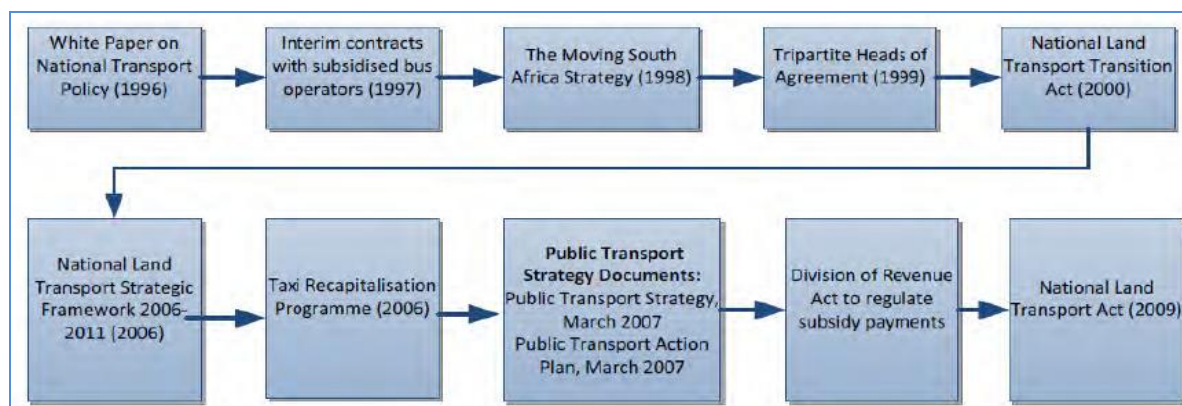 White Paper on
National Transport
Policy (1996)
Interim contracts
with subsidised bus
operators (1997)
The Moving South
Africa Strategy (1998)
Tripartite Heads of
Agreement (1999)
National Land
Transport Transition
Act (2000)
National Land
Transport Strategic
Framework 2006-
2011 (2006)
Taxi Recapitalisation
Programme (2006)
Public Transport
Strategy Documents:
Public Transport Strategy,
March 2007
Public Transport Action
Plan, March 2007
Division of Revenue
Act to regulate
subsidy payments
National Land
Transport Act (2009)